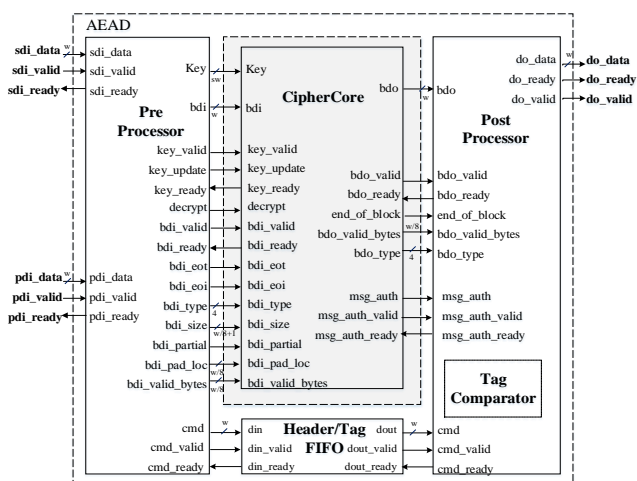 AEAD
sdi_data
w
sdi_data
sdi_valid
sdi_valid
sdi_ready
sdi_ready
Pre
Processor
Key
sw
bdi
w
key_valid
key_update
key_ready
decrypt
bdi_valid
bdi_ready
bdi_eot
bdi_eoi
bdi_type
4
bdi_size
w/8+1
bdi_partial
bdi_pad_loc
w/8
bdi_valid_bytes
w/8
pdi_data
w
pdi_data
pdi_valid
pdi_valid
pdi_ready
pdi_ready
cmd
w
cmd_valid
cmd_ready
Key
CipherCore
bdi
key_valid
key_update
key_ready
decrypt
bdi_valid
bdi_ready
bdi_eot
bdi_eoi
bdi_type
bdi_size
bdi_partial
bdi_pad_loc
bdi_valid_bytes
bdo
w
bdo_valid
bdo_ready
end_of_block
bdo_valid_bytes
w/8
bdo_type
4
msg_auth
msg_auth_valid
msg_auth_ready
din
Header/Tag
FIFO
dout
w
din_valid
dout_valid
din_ready
dout_ready
do_data
w
do_data
do_ready
do_ready
do_valid
do_valid
bdo
Post
Processor
bdo_valid
bdo_ready
end_of_block
bdo_valid_bytes
bdo_type
msg_auth
msg_auth_valid
msg_auth_ready
Tag
Comparator
cmd
cmd_valid
cmd_ready